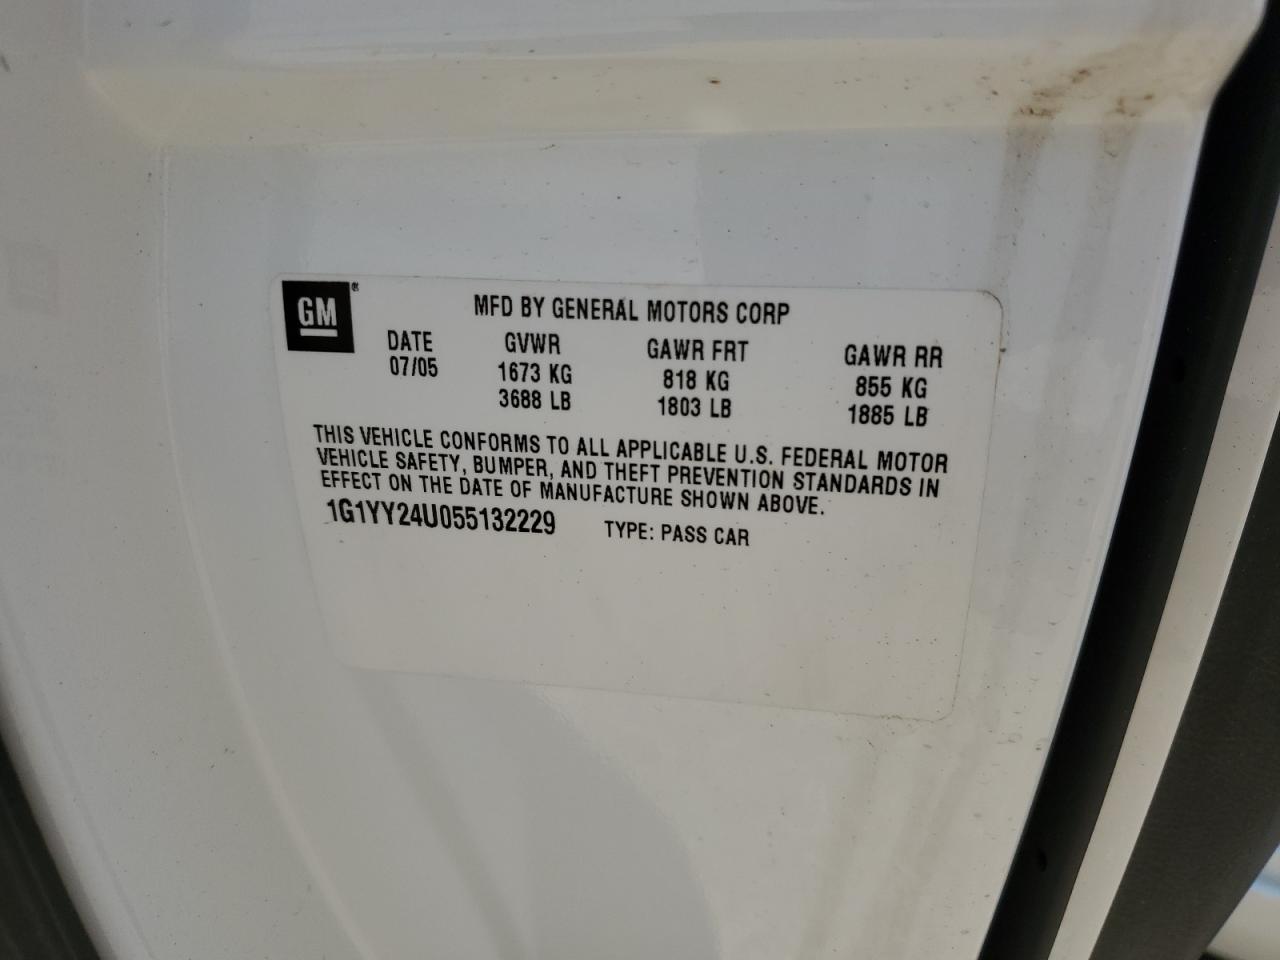 GM®
MFD BY GENERAL MOTORS CORP
DATE GVWR GAWR FRT GAWR RR
07/05 1673 KG 818 KG 855 KG
3688 LB 1803 LB 1885 LB
THIS VEHICLE CONFORMS TO ALL APPLICABLE U.S. FEDERAL MOTOR
VEHICLE SAFETY, BUMPER, AND THEFT PREVENTION STANDARDS IN
EFFECT ON THE DATE OF MANUFACTURE SHOWN ABOVE.
1G1YY24U055132229 TYPE: PASS CAR